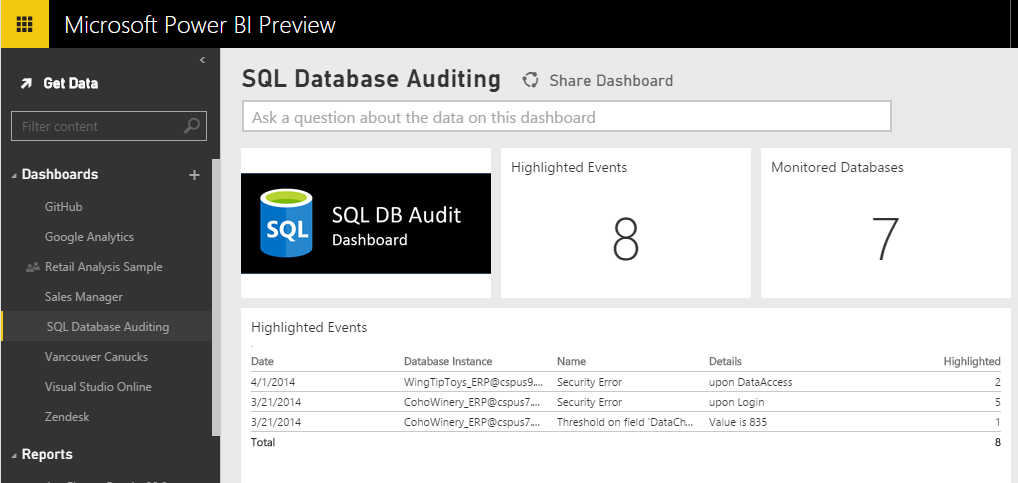 Microsoft Power BI Preview
Get Data
Filter content
Dashboards
GitHub
Google Analytics
Retail Analysis Sample
Sales Manager
SQL Database Auditing
Vancouver Canucks
Visual Studio Online
Zendesk
Reports
SQL Database Auditing Share Dashboard
Ask a question about the data on this dashboard
SQL
SQL DB Audit
Dashboard
Highlighted Events
8
Monitored Databases
7
Highlighted Events
Date Database Instance Name Details Highlighted
4/1/2014 WingTipToys_ERP@cspus9.... Security Error upon DataAccess 2
3/21/2014 CohoWinery_ERP@cspus7.... Security Error upon Login 5
3/21/2014 CohoWinery_ERP@cspus7.... Threshold on field 'DataCh... Value is 835 1
Total 8